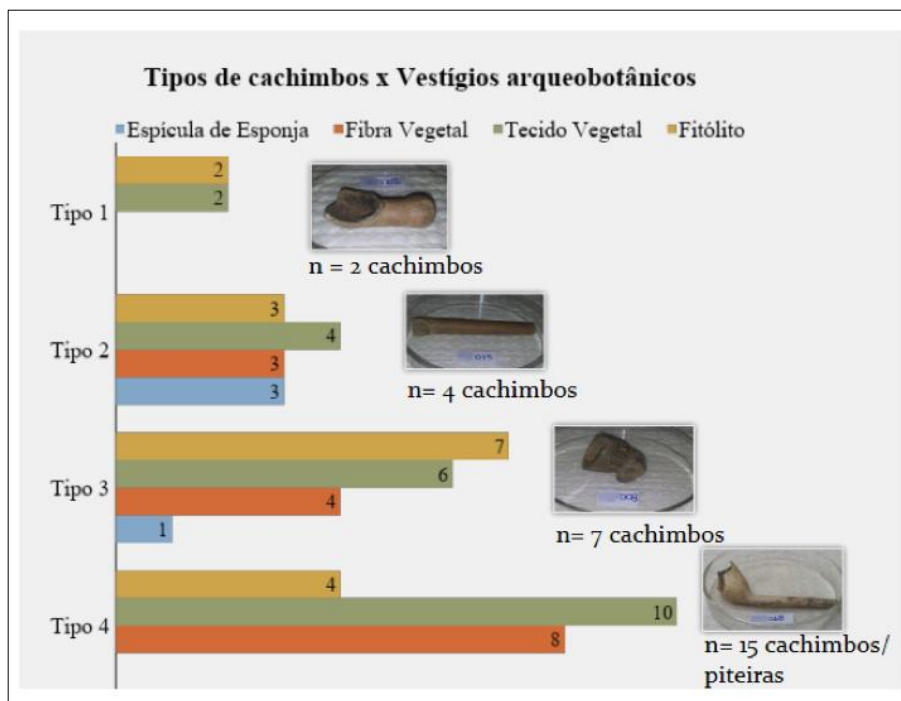 Tipos de cachimbos x Vestígios arqueobotânicos
Espícula de Esponja Fibra Vegetal Tecido Vegetal Fitólito
Tipo 1
2
2
n = 2 cachimbos
Tipo 2
3
4
3
3
n= 4 cachimbos
Tipo 3
7
6
4
1
n= 7 cachimbos
Tipo 4
4
10
8
n= 15 cachimbos/
piteiras